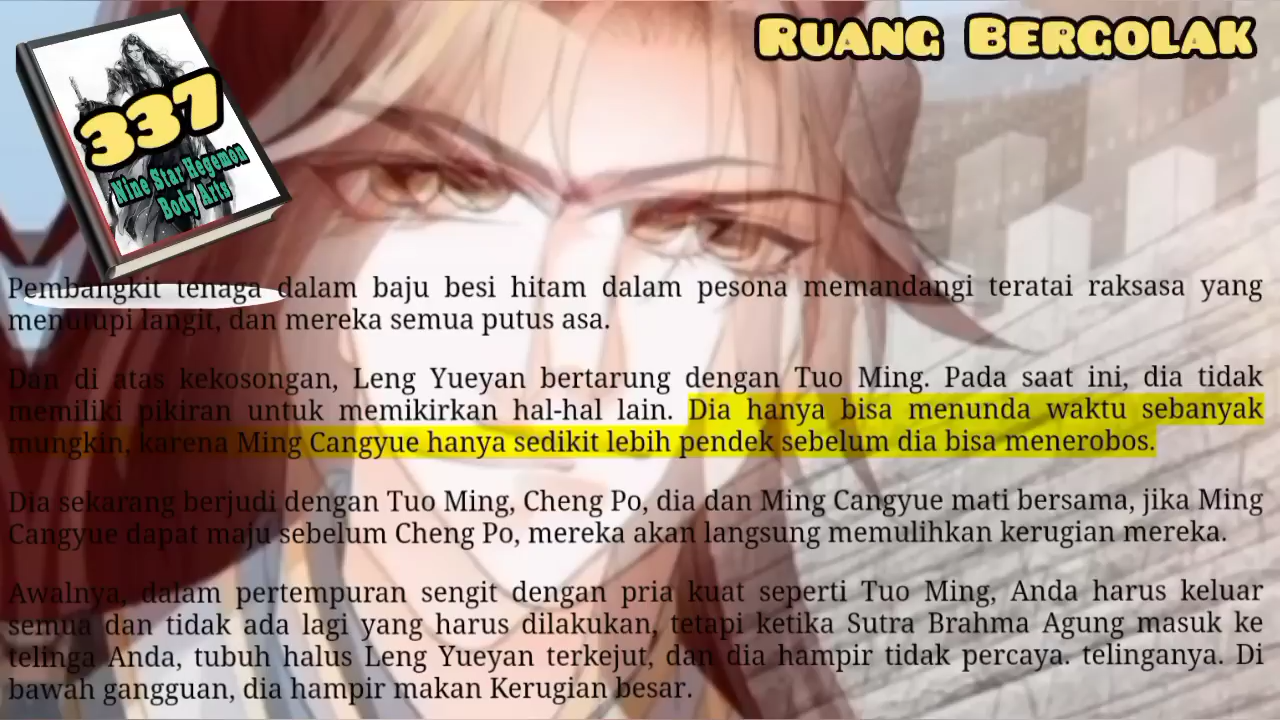 RUANG BERGOLAK
337
Nine Star Hegemon
Body Arts
Pembangkit tenaga dalam baju besi hitam dalam pesona memandangi teratai raksasa yang
menutupi langit, dan mereka semua putus asa.
Dan di atas kekosongan, Leng Yueyan bertarung dengan Tuo Ming. Pada saat ini, dia tidak
memiliki pikiran untuk memikirkan hal-hal lain. Dia hanya bisa menunda waktu sebanyak
mungkin, karena Ming Cangyue hanya sedikit lebih pendek sebelum dia bisa menerobos.
Dia sekarang berjudi dengan Tuo Ming, Cheng Po, dia dan Ming Cangyue mati bersama, jika Ming
Cangyue dapat maju sebelum Cheng Po, mereka akan langsung memulihkan kerugian mereka.
Awalnya, dalam pertempuran sengit dengan pria kuat seperti Tuo Ming, Anda harus keluar
semua dan tidak ada lagi yang harus dilakukan, tetapi ketika Sutra Brahma Agung masuk ke
telinga Anda, tubuh halus Leng Yueyan terkejut, dan dia hampir tidak percaya. telinganya. Di
bawah gangguan, dia hampir makan Kerugian besar.